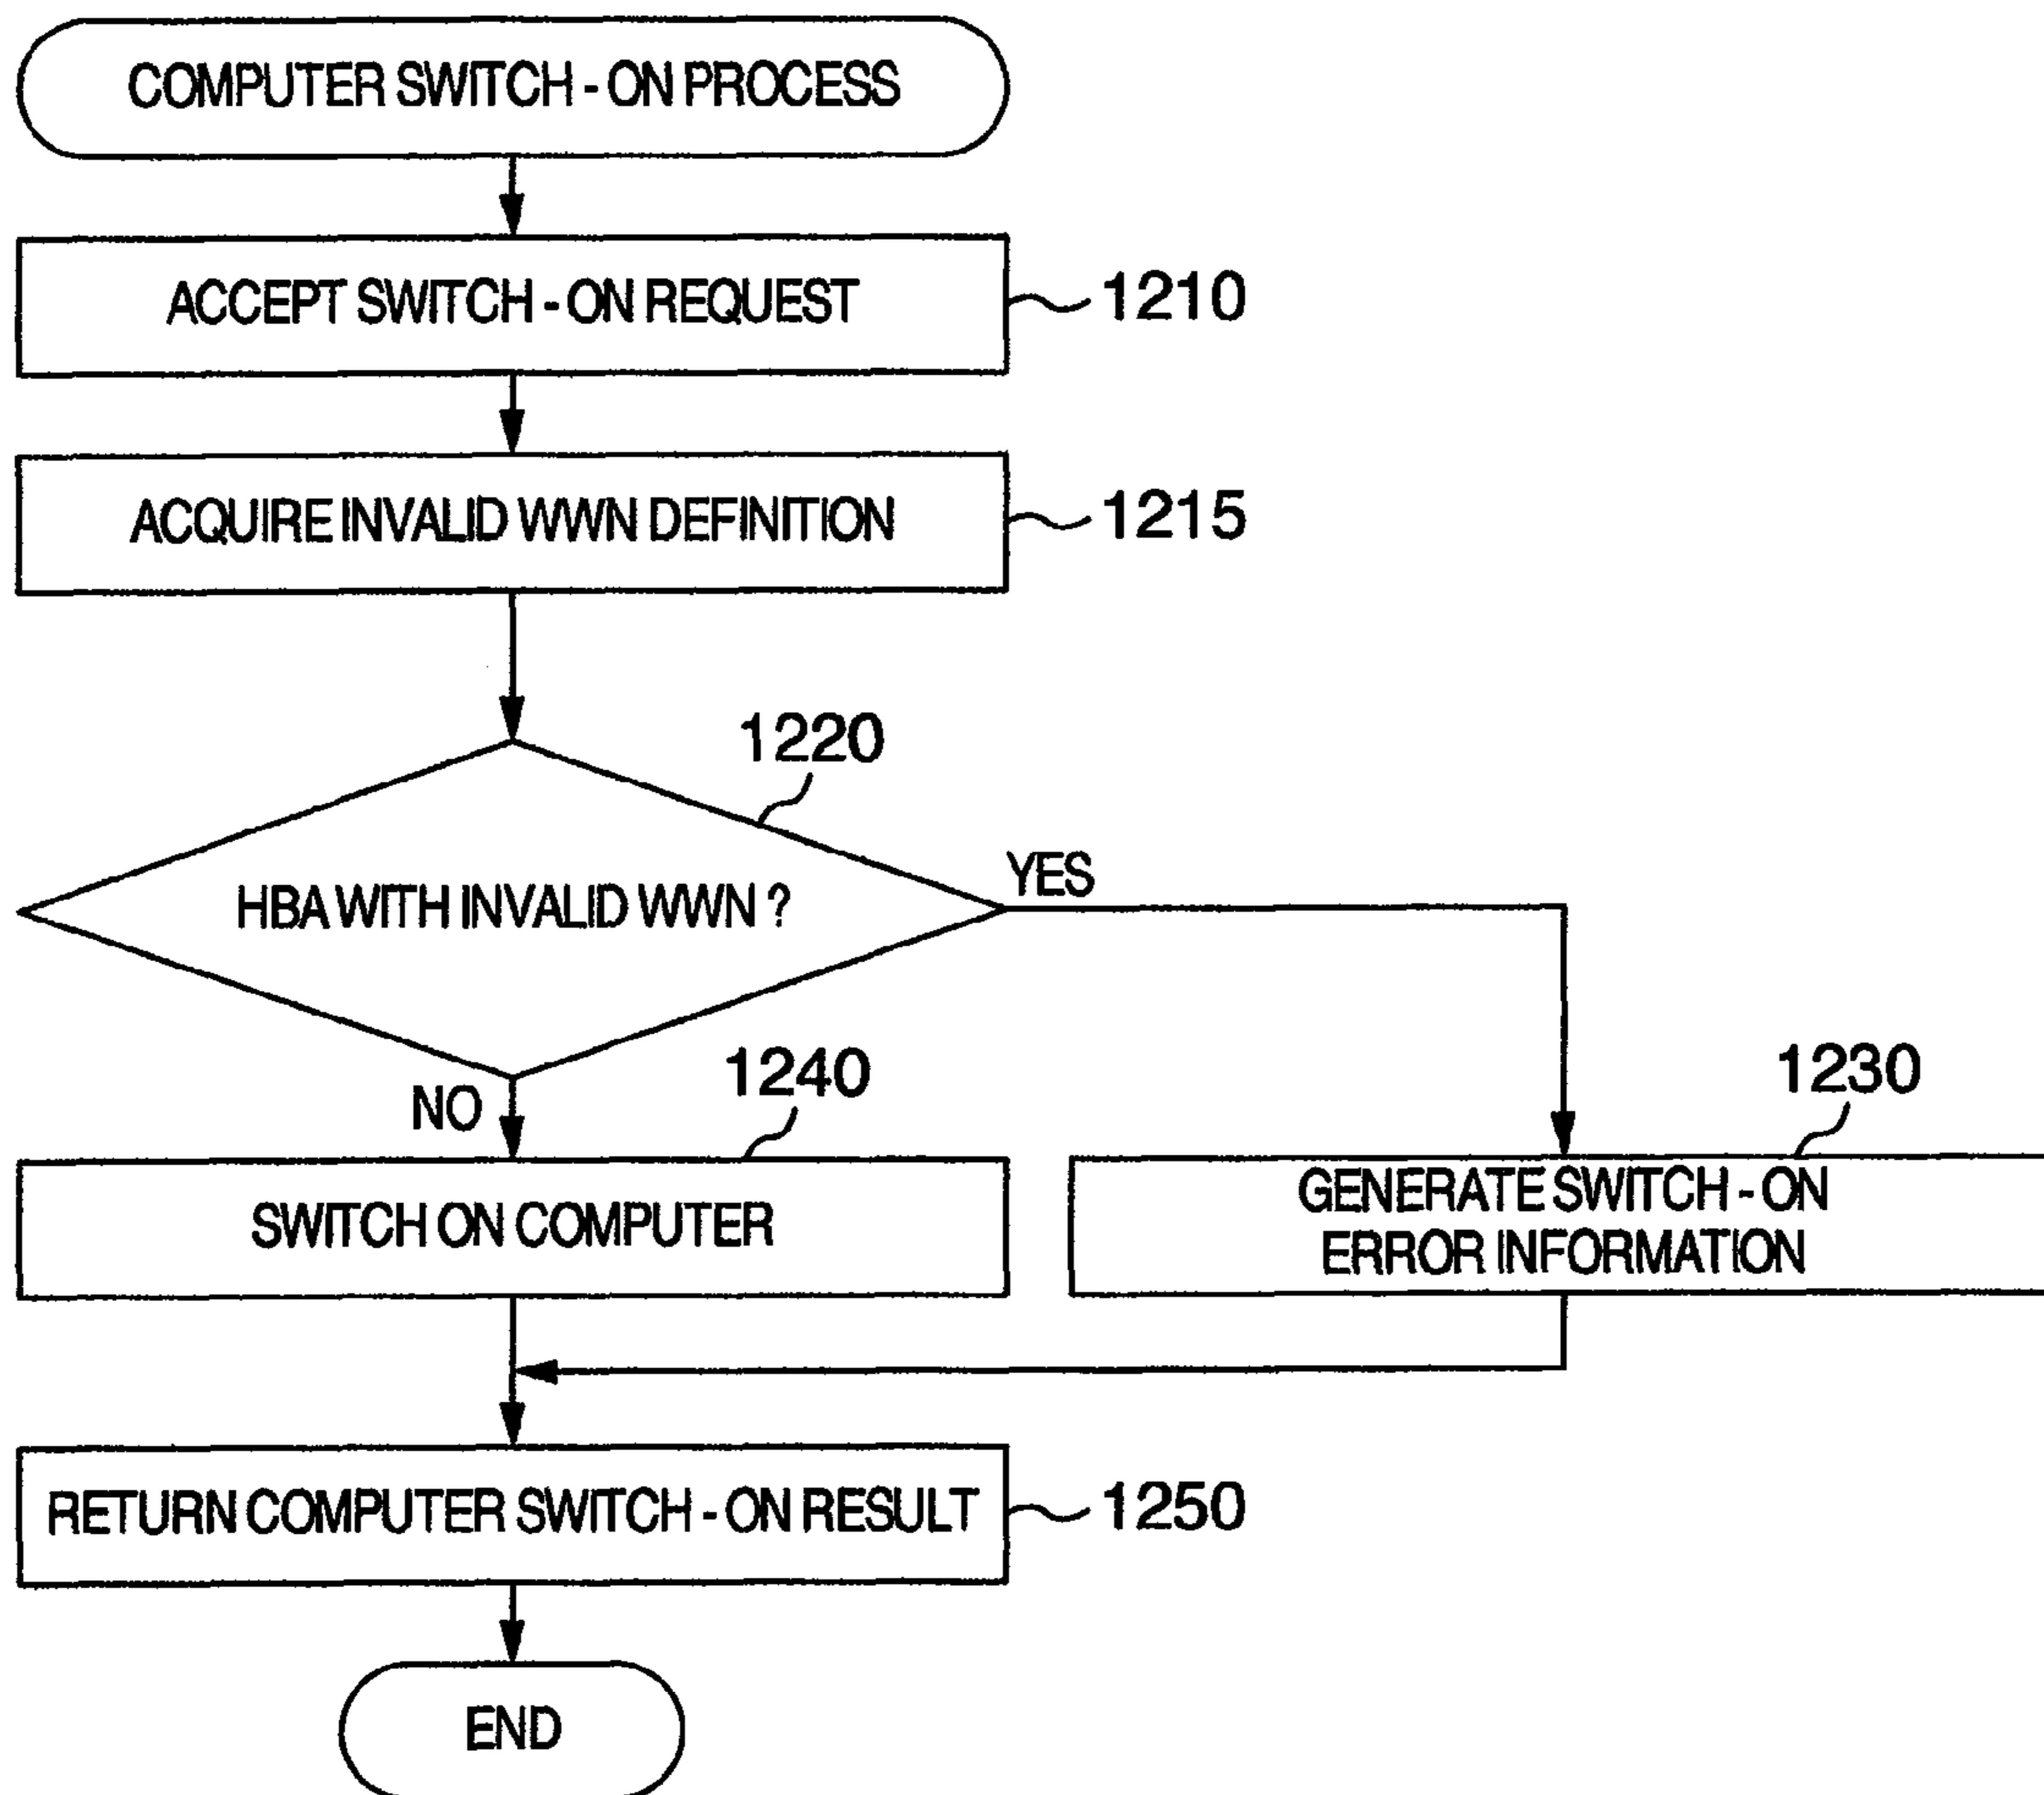 COMPUTER SWITCH - ON PROCESS
ACCEPT SWITCH - ON REQUEST
1210
ACQUIRE INVALID WWN DEFINITION
1215
1220
HBA WITH INVALID WWN ?
YES
NO
1240
1230
SWITCH ON COMPUTER
GENERATE SWITCH - ON
ERROR INFORMATION
RETURN COMPUTER SWITCH - ON RESULT
1250
END